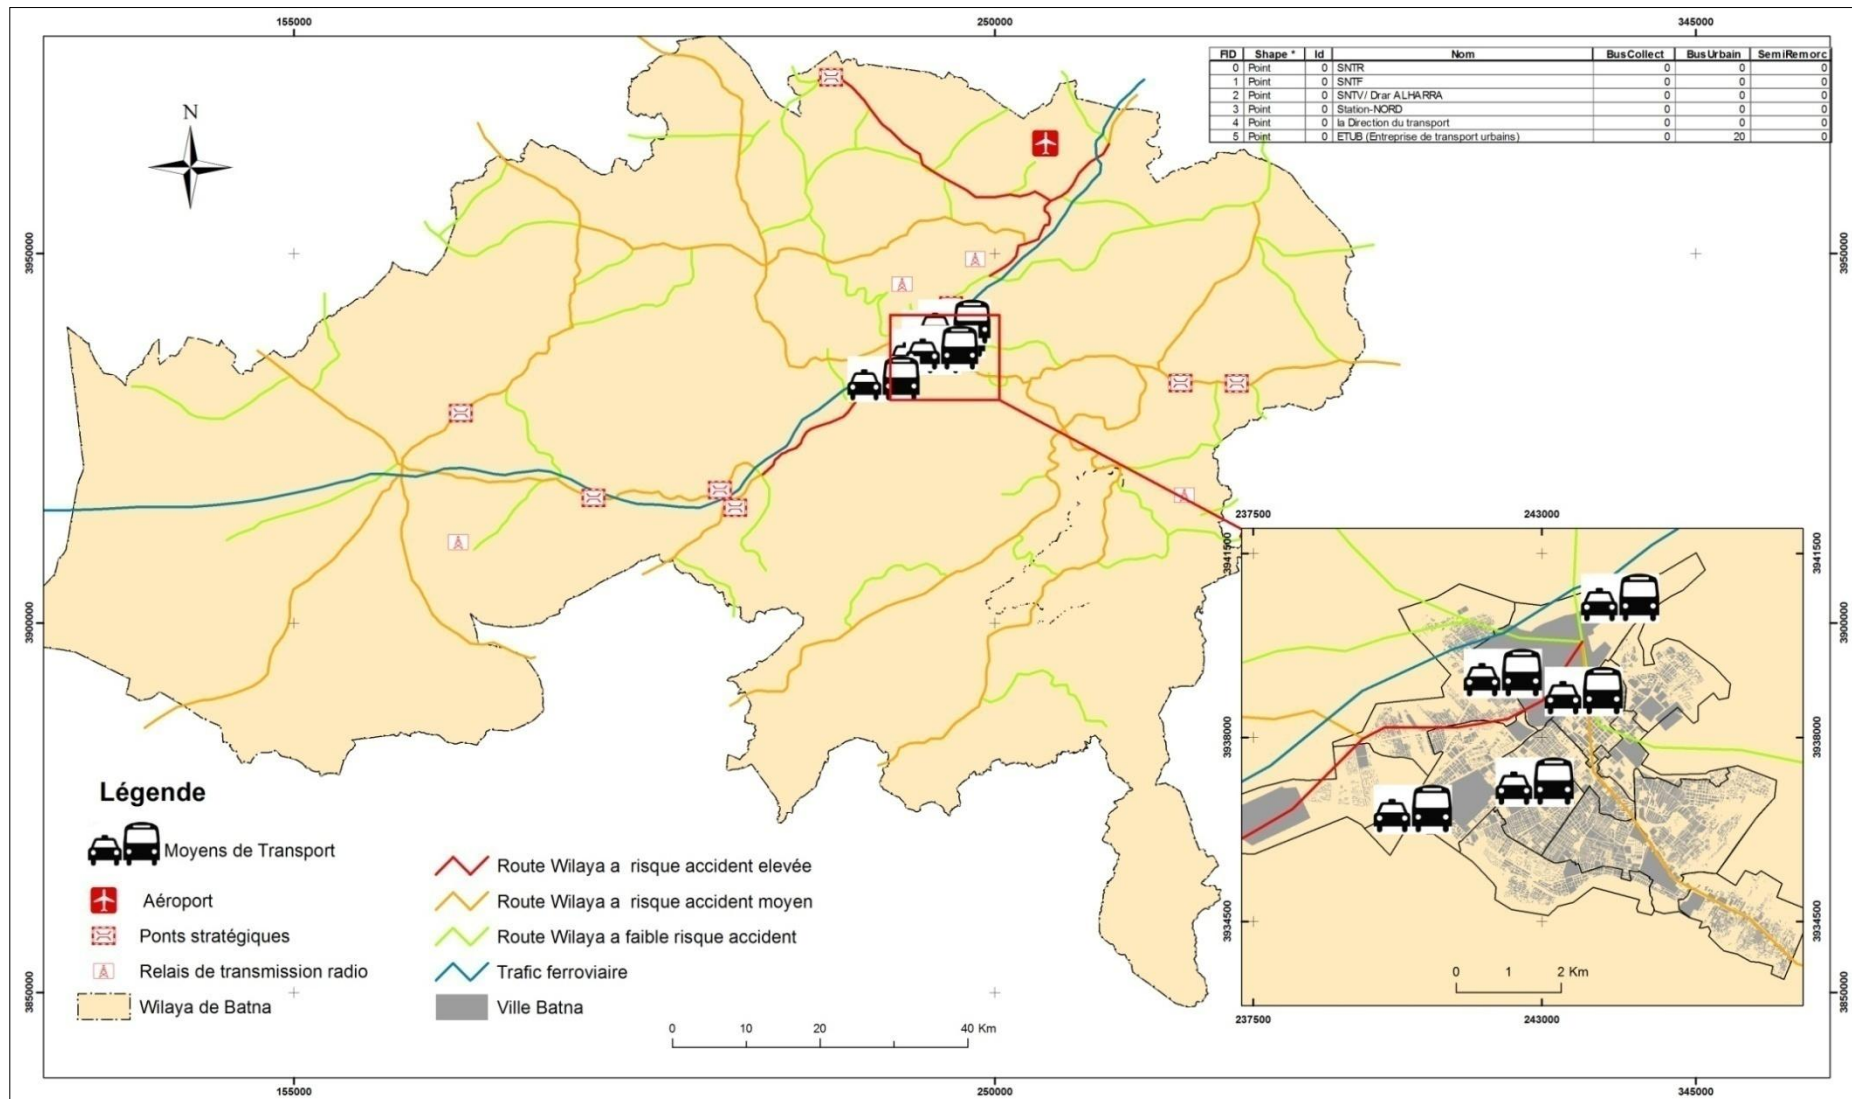 155000 250000 345000
FID Shape * Id Nom BusCollect BusUrbain SemiRemorc
0 Point 0 SNTR 0 0 0
1 Point 0 SNTF 0 0 0
2 Point 0 SNTV/ Drar ALHARRA 0 0 0
3 Point 0 Station-NORD 0 0 0
4 Point 0 la Direction du transport 0 0 0
5 Point 0 ETUB (Entreprise de transport urbains) 0 20 0
N
3950000 3950000
3900000 3900000
3850000 3850000
237500 243000
3941500 3941500
3938000 3938000
3934500 3934500
0 1 2 Km
237500 243000
Légende
Moyens de Transport
Aéroport
Ponts stratégiques
Relais de transmission radio
Wilaya de Batna
Route Wilaya a risque accident elevée
Route Wilaya a risque accident moyen
Route Wilaya a faible risque accident
Trafic ferroviaire
Ville Batna
0 10 20 40 Km
155000 250000 345000